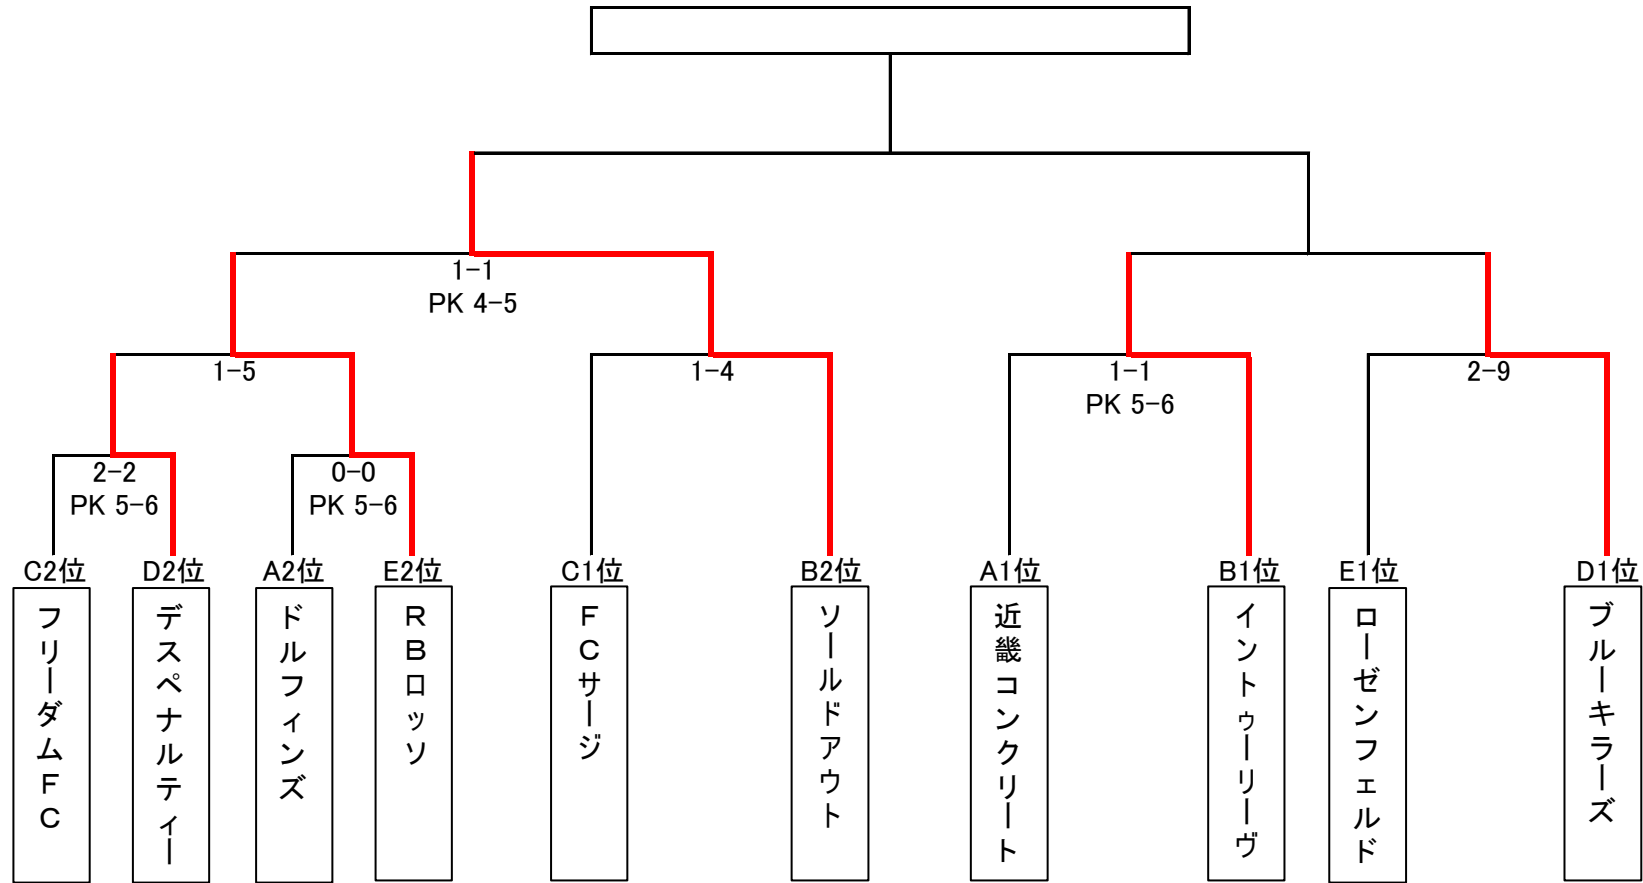 1-1
PK 4-5
1-5
1-4
1-1
PK 5-6
2-9
2-2
PK 5-6
0-0
PK 5-6
C2位
D2位
A2位
E2位
C1位
B2位
A1位
B1位
E1位
D1位
フリーダムFC
デスペナルティー
ドルフィンズ
RBロッソ
FCサージ
ソールドアウト
近畿コンクリート
イントゥーリーヴ
ローゼンフェルド
ブルーキラーズ